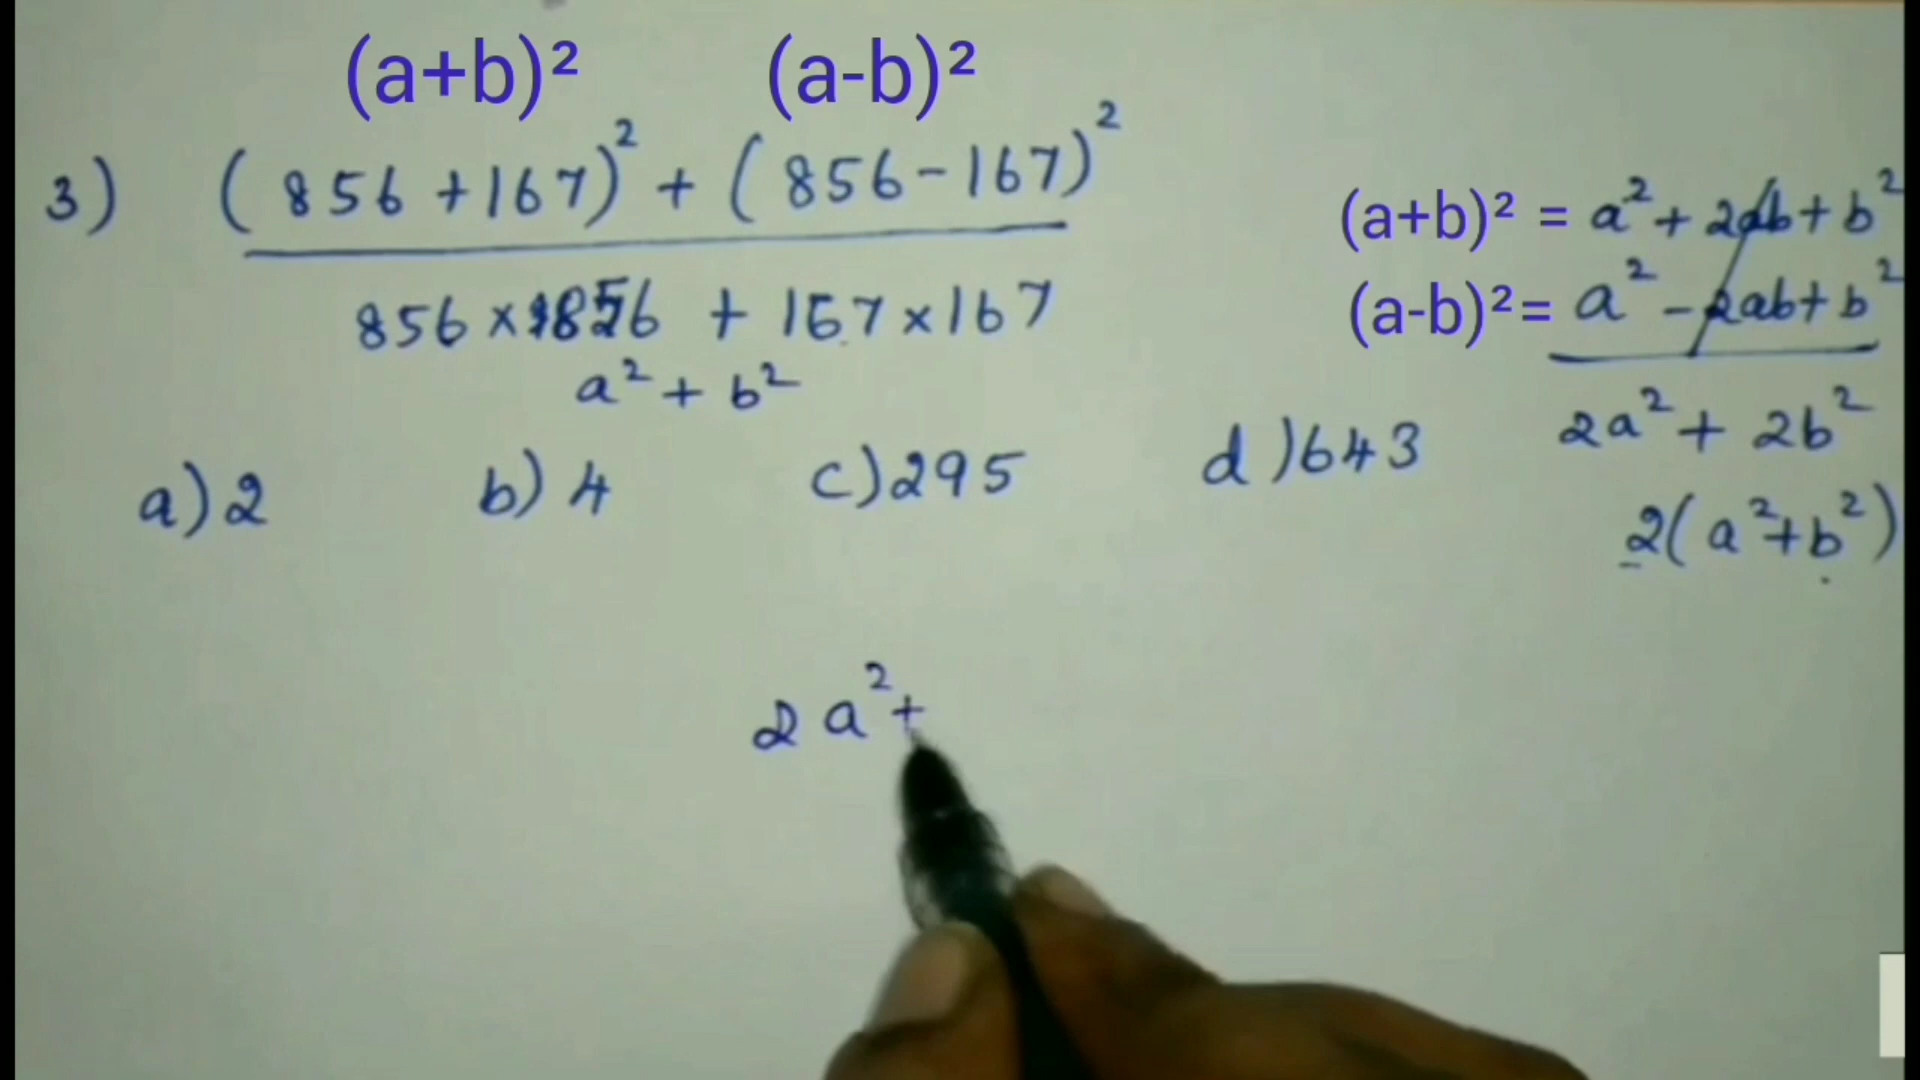 (a+b)² (a-b)²
3) (856+167)² + (856-167)²
856 × 856 + 167×167
a² + b²
a) 2 b) 4 c) 295 d) 643
(a+b)² = a² + 2ab + b²
(a-b)² = a² - 2ab + b²
2a² + 2b²
2(a²+b²)
2a²+